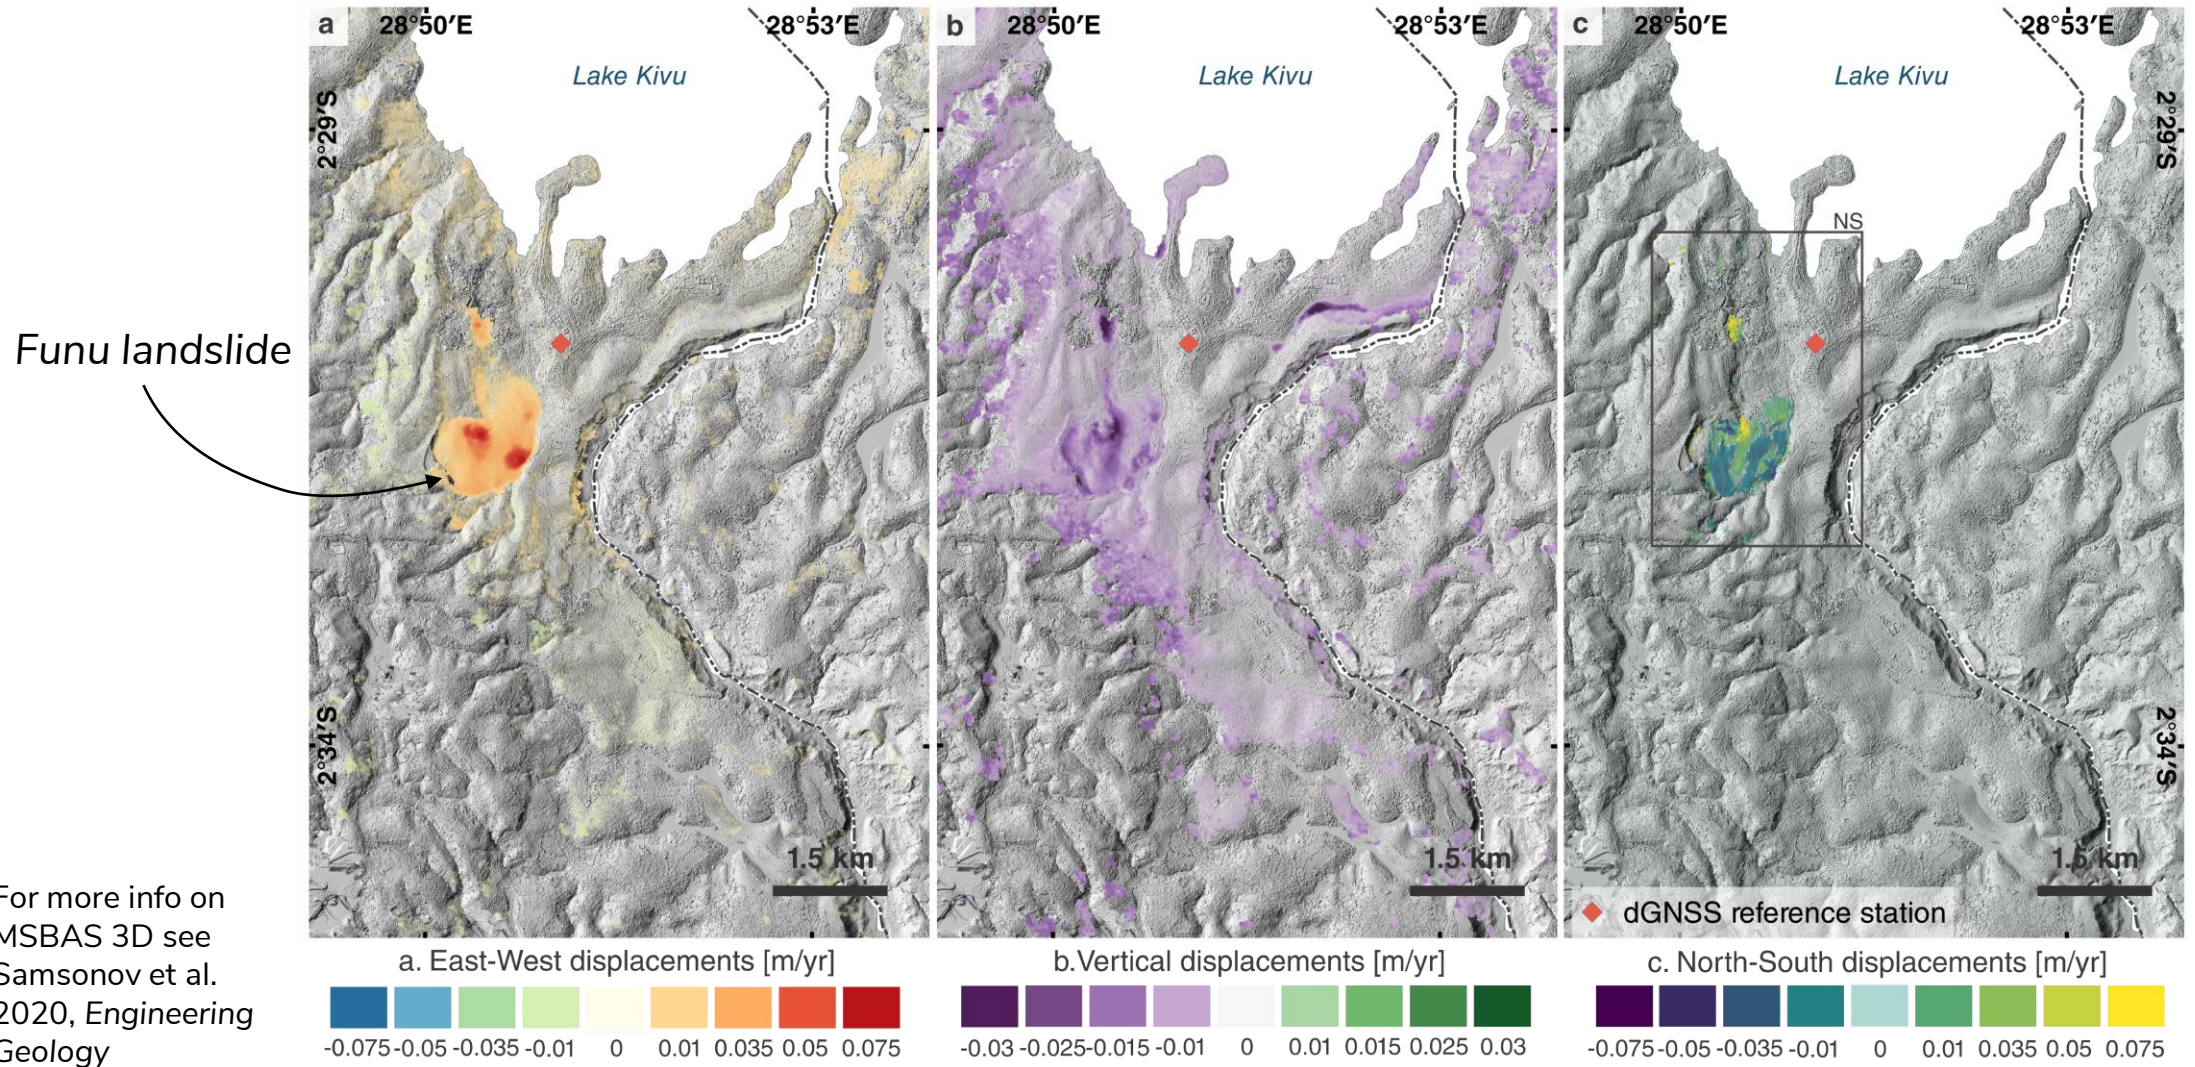 a
28°50′E
28°53′E
Lake Kivu
2°29′S
2°34′S
1.5 km
b
28°50′E
28°53′E
Lake Kivu
1.5 km
c
28°50′E
28°53′E
Lake Kivu
2°29′S
NS
2°34′S
1.5 km
dGNSS reference station
Funu landslide
For more info on
MSBAS 3D see
Samsonov et al.
2020, Engineering
Geology
a. East-West displacements [m/yr]
-0.075 -0.05 -0.035 -0.01 0 0.01 0.035 0.05 0.075
b.Vertical displacements [m/yr]
-0.03 -0.025 -0.015 -0.01 0 0.01 0.015 0.025 0.03
c. North-South displacements [m/yr]
-0.075 -0.05 -0.035 -0.01 0 0.01 0.035 0.05 0.075